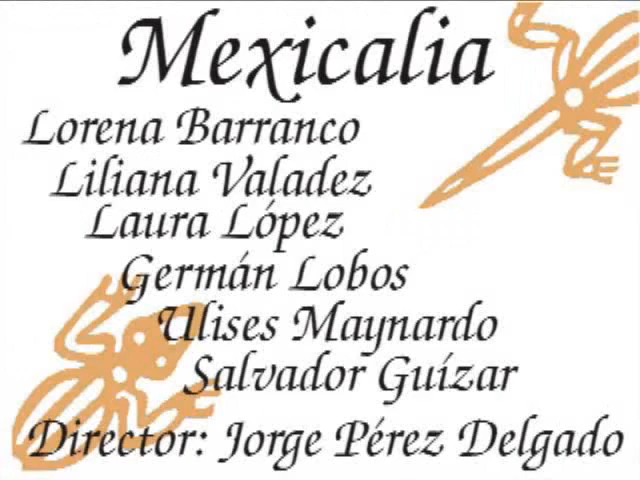 Mexicalia
Lorena Barranco
Liliana Valadez
Laura López
Germán Lobos
Ulises Maynardo
Salvador Guízar
Director: Jorge Pérez Delgado